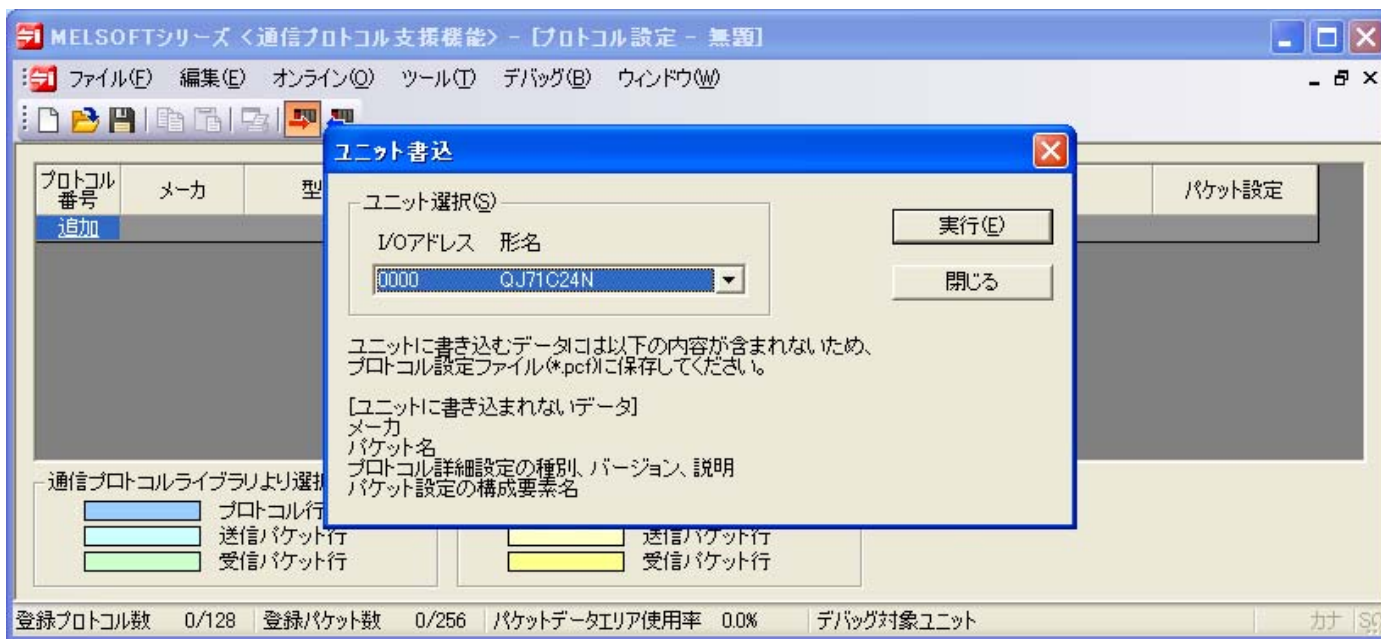 MELSOFTシリーズ <通信プロトコル支援機能> - [プロトコル設定 - 無題]
ファイル(F) 編集(E) オンライン(O) ツール(T) デバッグ(B) ウィンドウ(W)
ユニット書込
プロトコル番号 メーカ 型 パケット設定
追加
ユニット選択(S)
I/Oアドレス 形名
0000 QJ71C24N
実行(E)
閉じる
ユニットに書き込むデータには以下の内容が含まれないため、
プロトコル設定ファイル(*.pcf)に保存してください。
[ユニットに書き込まれないデータ]
メーカ
パケット名
プロトコル詳細設定の種別、バージョン、説明
パケット設定の構成要素名
通信プロトコルライブラリより選択
プロトコル行
送信パケット行 送信パケット行
受信パケット行 受信パケット行
登録プロトコル数 0/128 登録パケット数 0/256 パケットデータエリア使用率 0.0% デバッグ対象ユニット カナ